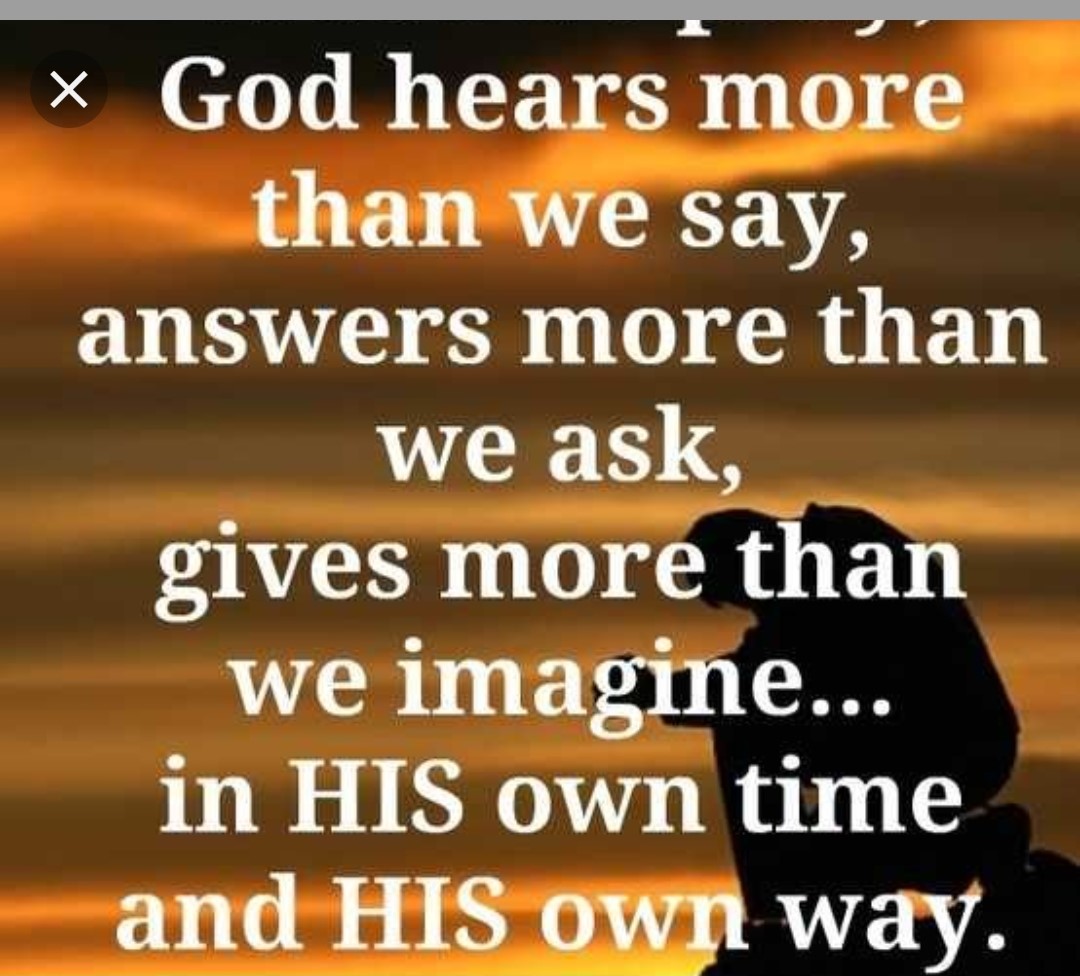 God hears more
than we say,
answers more than
we ask,
gives more than
we imagine...
in HIS own time
and HIS own way.